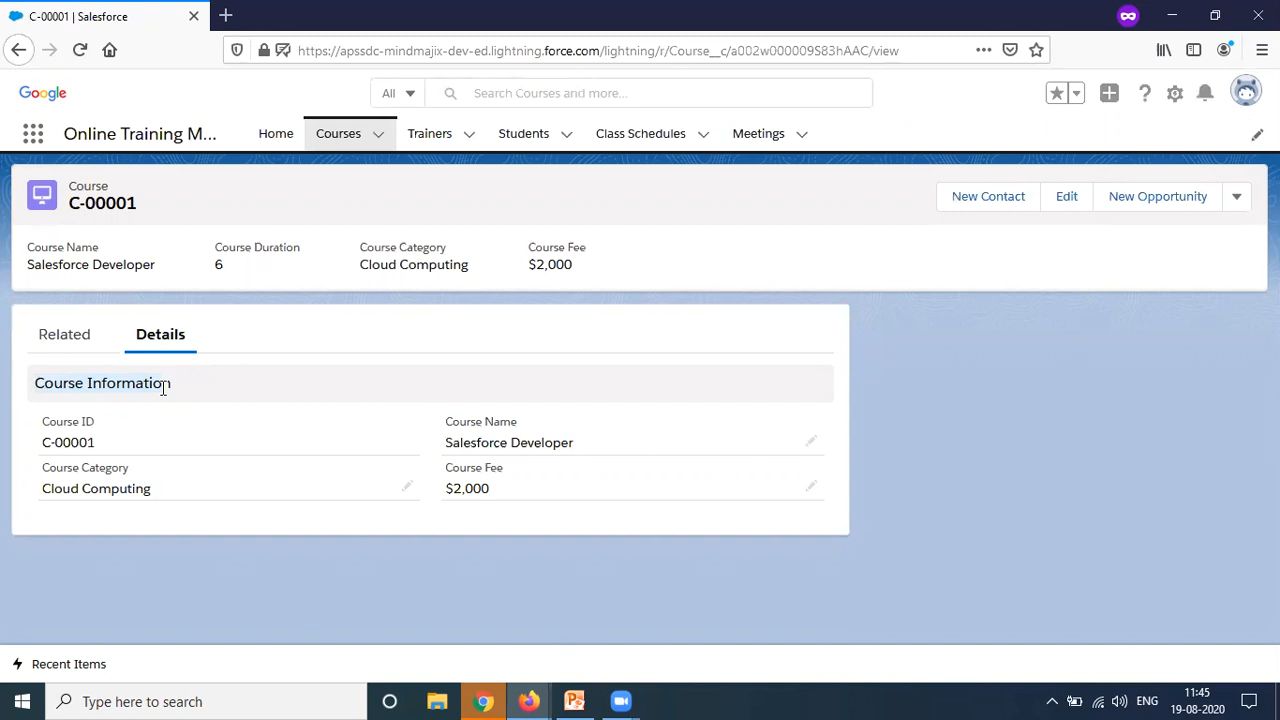 C-00001 | Salesforce
https://apssdc-mindmajix-dev-ed.lightning.force.com/lightning/r/Course__c/a002w000009S83hAAC/view
Google
All
Search Courses and more...
Online Training M...
Home
Courses
Trainers
Students
Class Schedules
Meetings
Course
C-00001
New Contact
Edit
New Opportunity
Course Name
Course Duration
Course Category
Course Fee
Salesforce Developer
6
Cloud Computing
$2,000
Related
Details
Course Information
Course ID
Course Name
C-00001
Salesforce Developer
Course Category
Course Fee
Cloud Computing
$2,000
Recent Items
Type here to search
ENG
11:45
19-08-2020